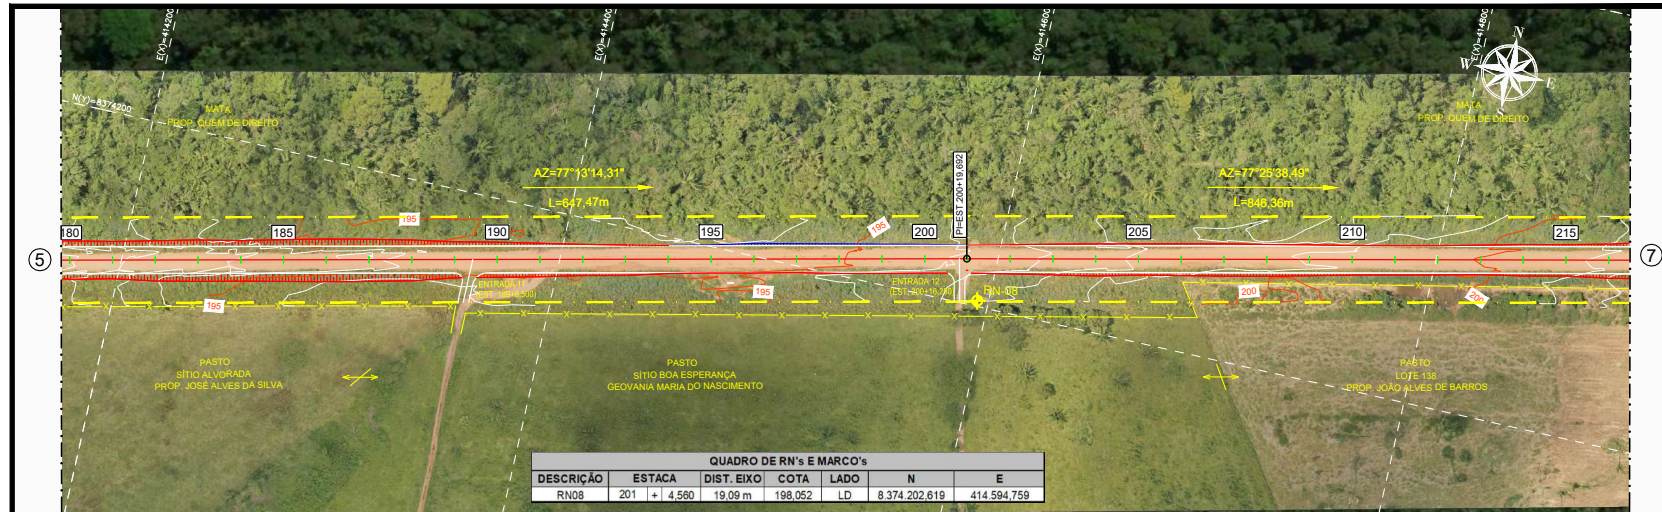 E(X)=414200
E(X)=414400
E(X)=414600
E(X)=414800
N
W
E
S
N(Y)=8374200
MATA
PROP. QUEM DE DIREITO
MATA
PROP. QUEM DE DIREITO
AZ=77°13'14,31"
L=647,47m
PI=EST.200+19,692
AZ=77°25'38,49"
L=846,36m
195
195
180
185
190
195
200
205
210
215
5
7
ENTRADA 12
RN-08
195
195
200
200
PASTO
SÍTIO ALVORADA
PROP. JOSÉ ALVES DA SILVA
PASTO
SÍTIO BOA ESPERANÇA
GEOVANIA MARIA DO NASCIMENTO
PASTO
LOTE 138
PROP. JOÃO ALVES DE BARROS
QUADRO DE RN's E MARCO's
DESCRIÇÃO ESTACA DIST. EIXO COTA LADO N E
RN08 201 + 4,560 19,09 m 198,052 LD 8.374.202,619 414.594,759